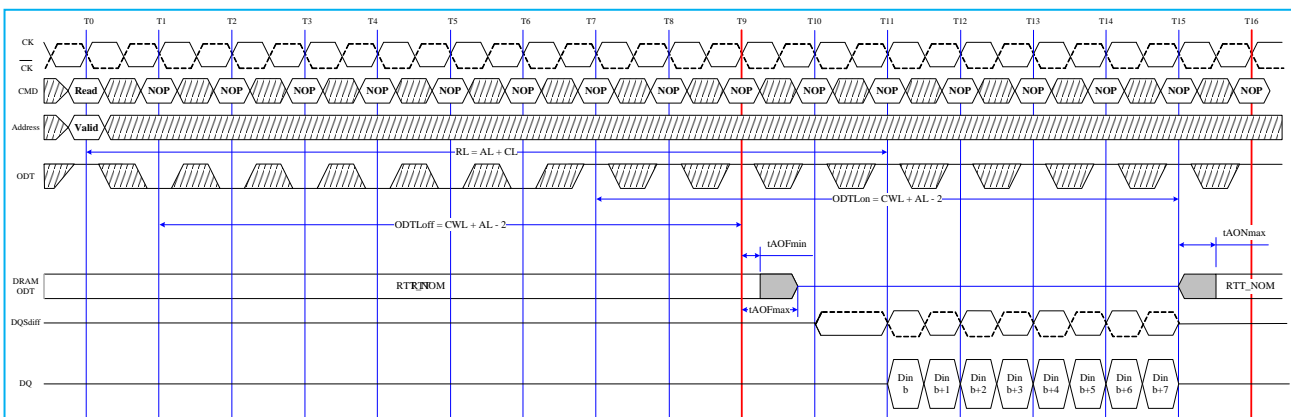 T0 T1 T2 T3 T4 T5 T6 T7 T8 T9 T10 T11 T12 T13 T14 T15 T16
CK
CK
CMD Read NOP NOP NOP NOP NOP NOP NOP NOP NOP NOP NOP NOP NOP NOP NOP NOP
Address Valid
RL = AL + CL
ODT
ODTLon = CWL + AL - 2
ODTLoff = CWL + AL - 2
tAOFmin
tAONmax
DRAM
ODT
RTT_NOM
RTT_NOM
tAOFmax
DQSdiff
DQ
Din
b
Din
b+1
Din
b+2
Din
b+3
Din
b+4
Din
b+5
Din
b+6
Din
b+7